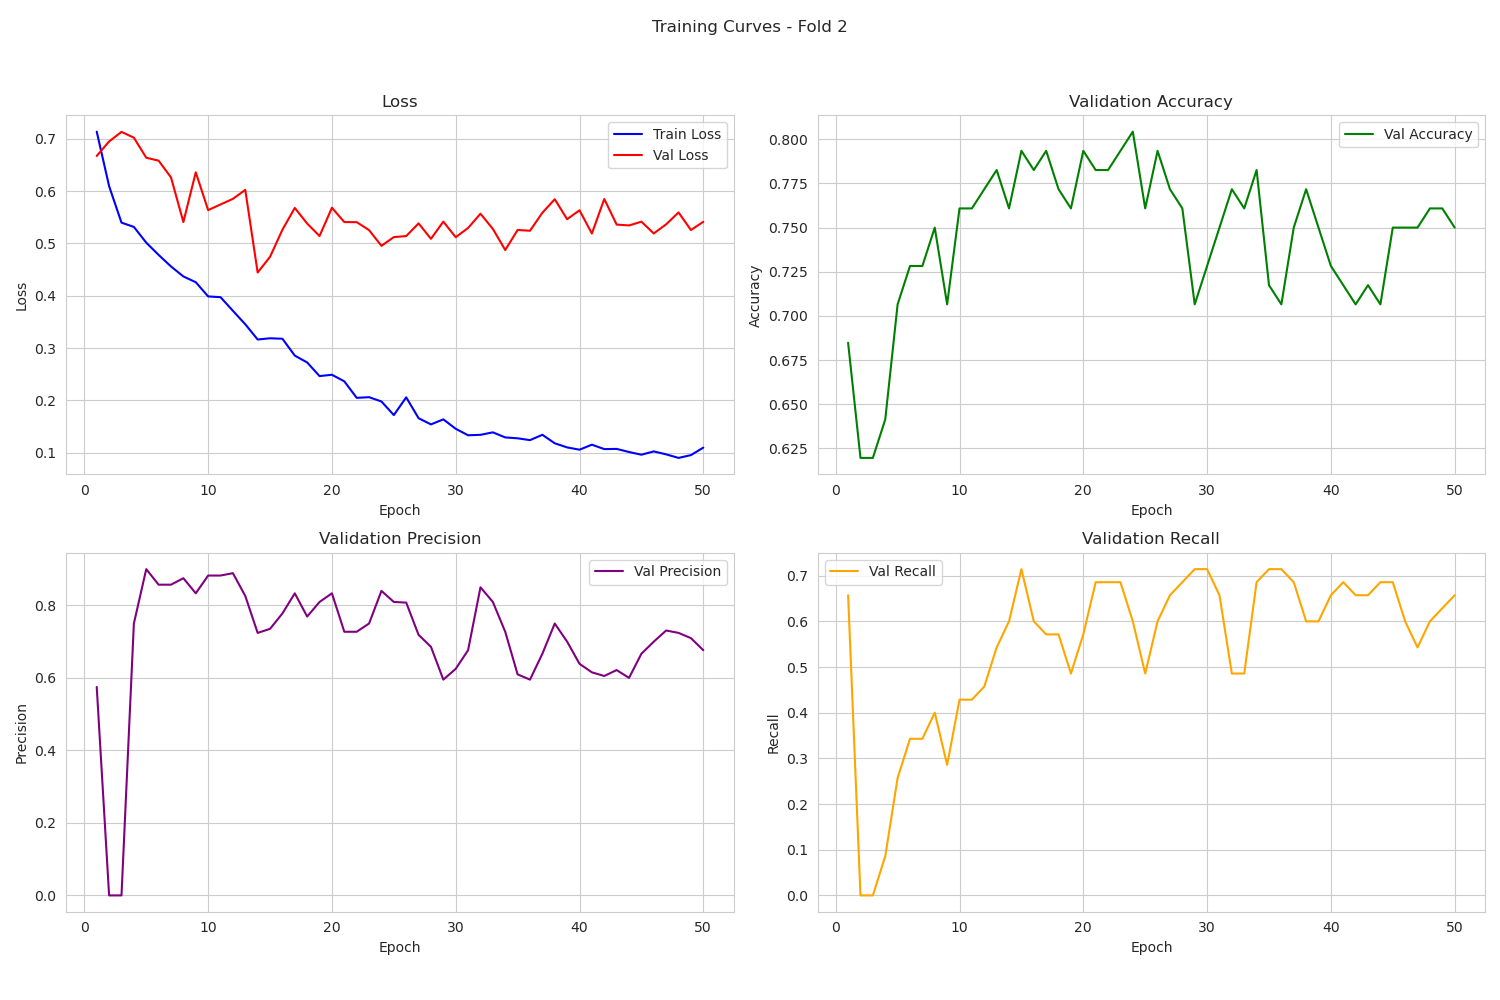 Training Curves - Fold 2
Loss
Train Loss
Val Loss
0.7
0.6
0.5
0.4
0.3
0.2
0.1
Loss
0 10 20 30 40 50
Epoch
Validation Accuracy
Val Accuracy
0.800
0.775
0.750
0.725
0.700
0.675
0.650
0.625
Accuracy
0 10 20 30 40 50
Epoch
Validation Precision
Val Precision
0.8
0.6
0.4
0.2
0.0
Precision
0 10 20 30 40 50
Epoch
Validation Recall
Val Recall
0.7
0.6
0.5
0.4
0.3
0.2
0.1
0.0
Recall
0 10 20 30 40 50
Epoch